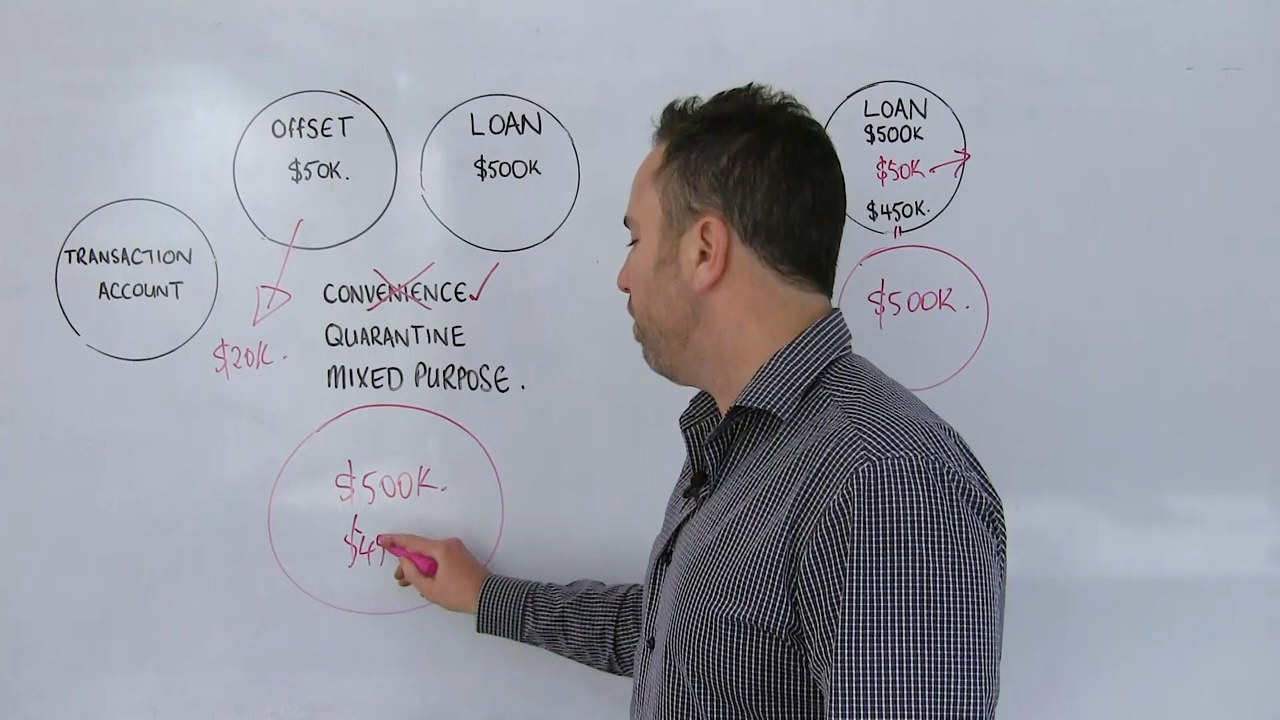 OFFSET
$50K.
LOAN
$500K
LOAN
$500K
$50K
$450K.
TRANSACTION
ACCOUNT
$500K.
CONVENIENCE
QUARANTINE
MIXED PURPOSE.
$20K.
$500K.